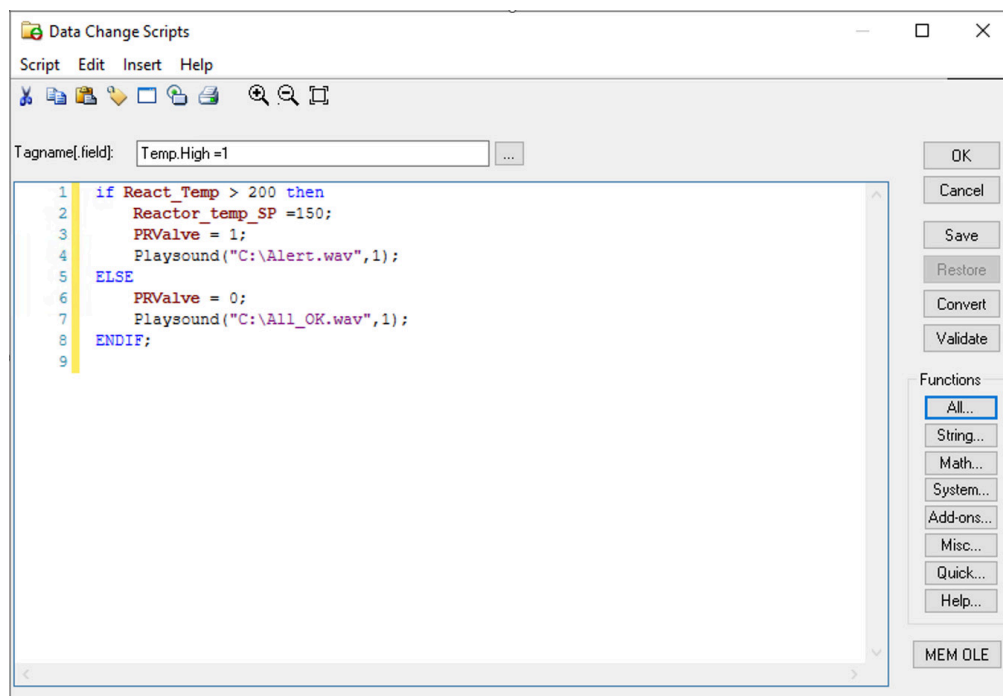 Data Change Scripts
Script Edit Insert Help
Tagname[.field]: Temp.High =1 ...
OK
Cancel
Save
Restore
Convert
Validate
Functions
All...
String...
Math...
System...
Add-ons...
Misc...
Quick...
Help...
MEM OLE
1 if React_Temp > 200 then
2 Reactor_temp_SP =150;
3 PRValve = 1;
4 Playsound("C:\Alert.wav",1);
5 ELSE
6 PRValve = 0;
7 Playsound("C:\All_OK.wav",1);
8 ENDIF;
9